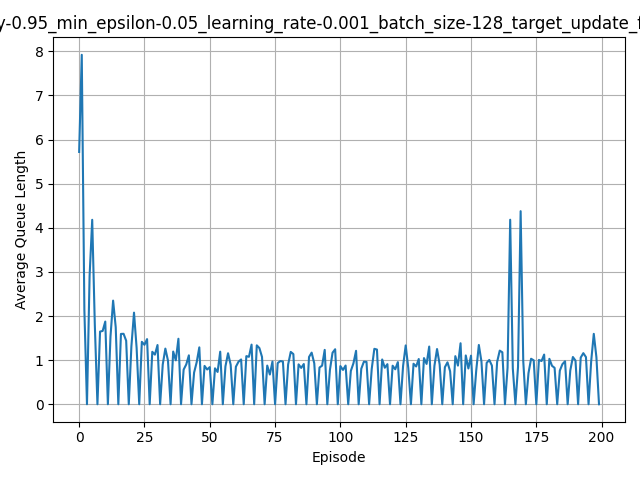 y-0.95_min_epsilon-0.05_learning_rate-0.001_batch_size-128_target_update_f
8
7
6
5
4
3
2
1
0
Average Queue Length
0 25 50 75 100 125 150 175 200
Episode